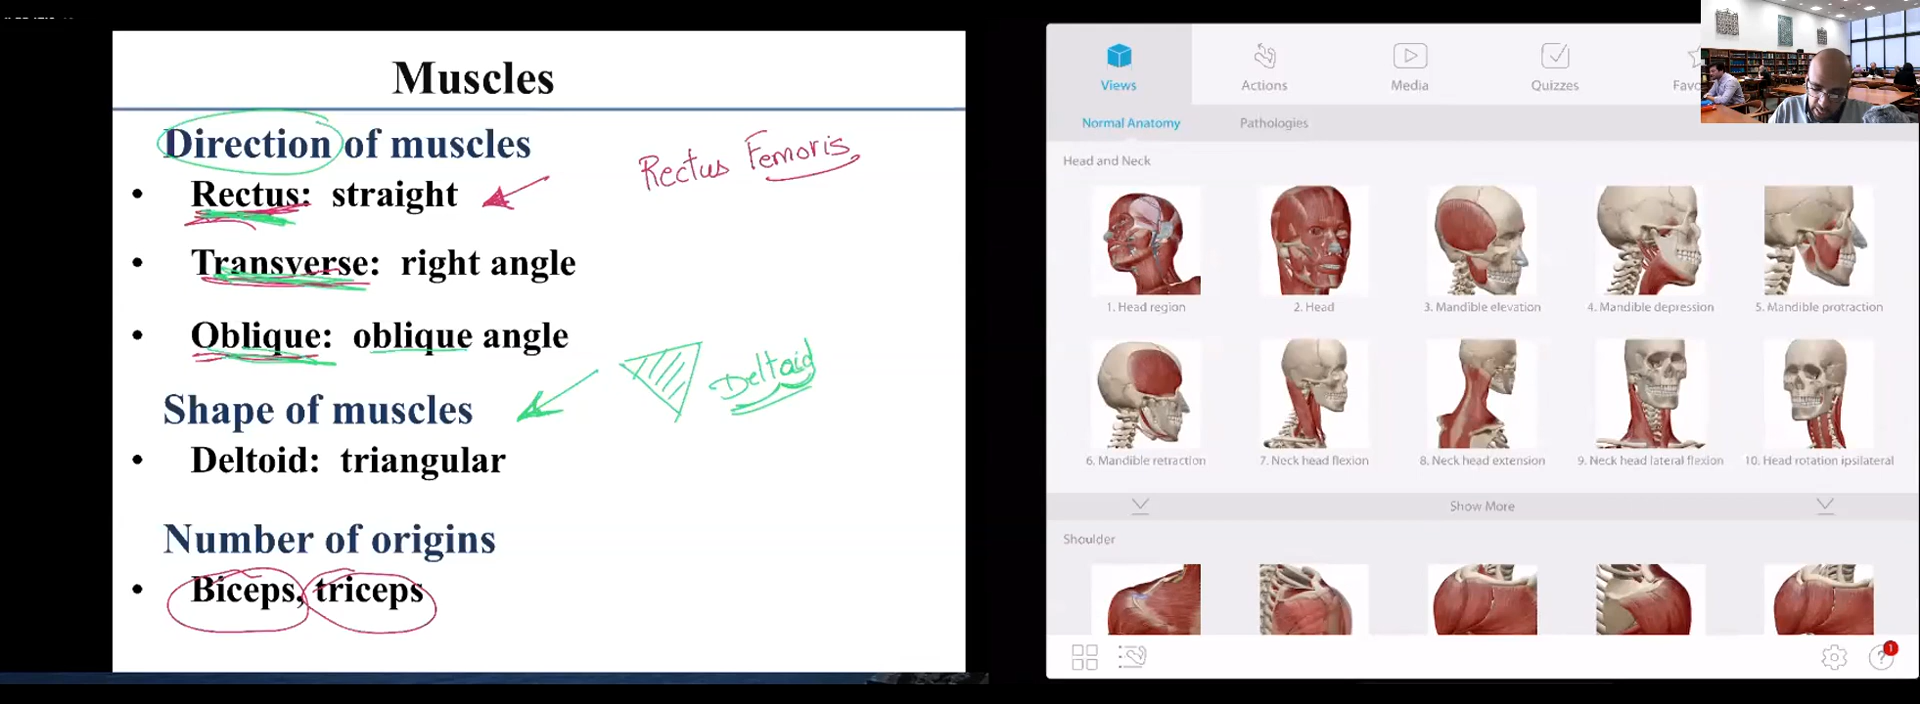 Muscles
Direction of muscles
• Rectus: straight
Rectus Femoris
• Transverse: right angle
• Oblique: oblique angle
Deltoid
Shape of muscles
• Deltoid: triangular
Number of origins
• Biceps, triceps
Views
Actions
Media
Quizzes
Favo
Normal Anatomy
Pathologies
Head and Neck
1. Head region
2. Head
3. Mandible elevation
4. Mandible depression
5. Mandible protraction
6. Mandible retraction
7. Neck head flexion
8. Neck head extension
9. Neck head lateral flexion
10. Head rotation ipsilateral
Show More
Shoulder
?
1